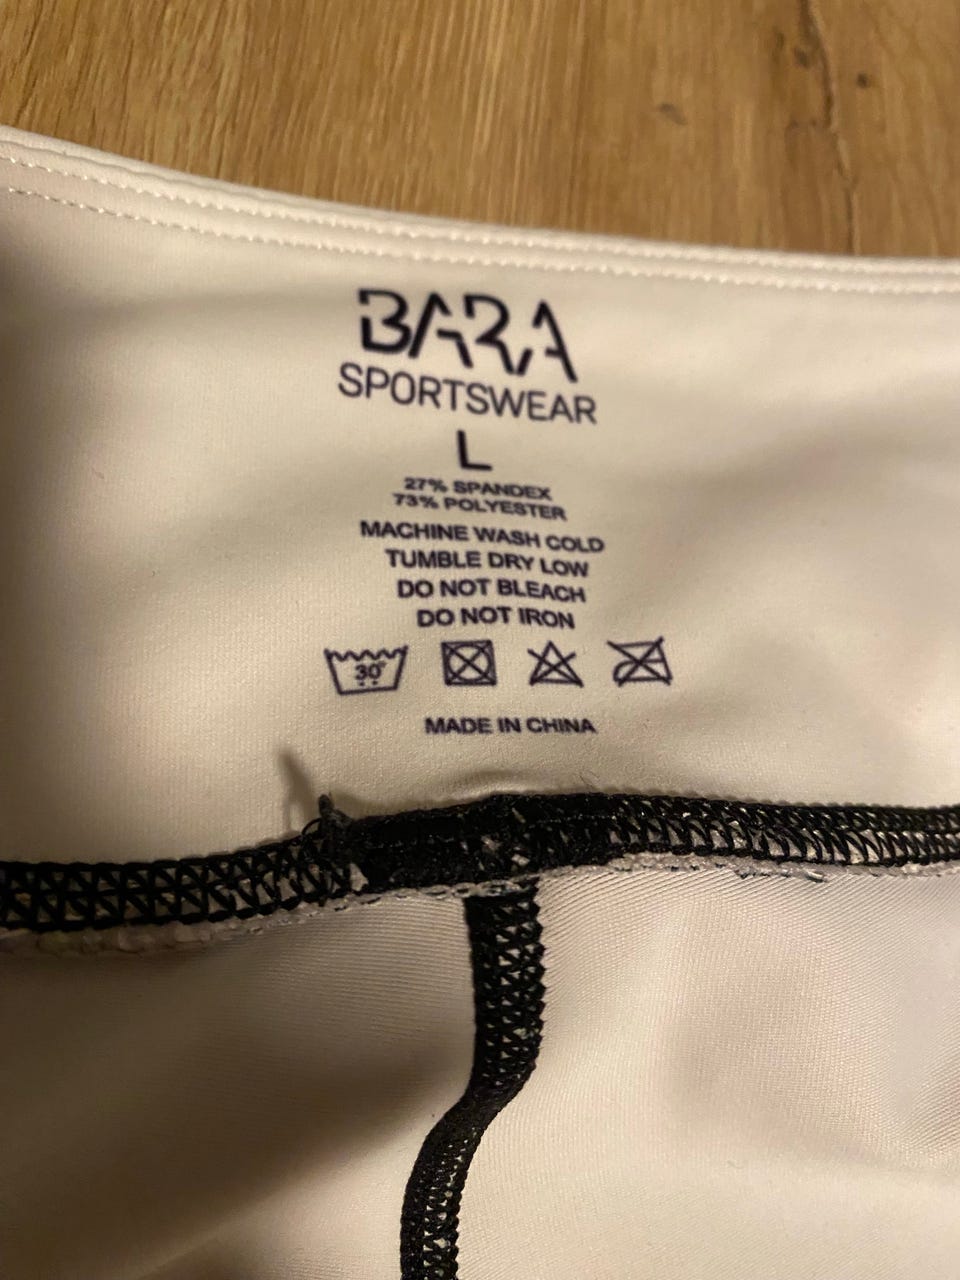 BARA
SPORTSWEAR
L
27% SPANDEX
73% POLYESTER
MACHINE WASH COLD
TUMBLE DRY LOW
DO NOT BLEACH
DO NOT IRON
30°
MADE IN CHINA